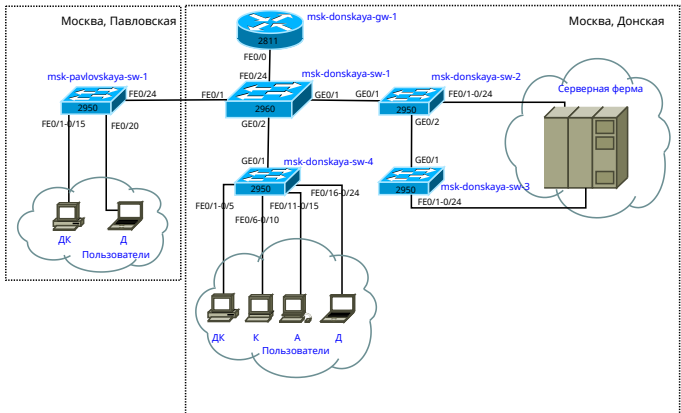 Москва, Павловская
Москва, Донская
msk-donskaya-gw-1
2811
FE0/0
msk-pavlovskaya-sw-1
FE0/24
msk-donskaya-sw-1
msk-donskaya-sw-2
Серверная ферма
2950
FE0/24
FE0/1
2960
GE0/1
GE0/1
2950
FE0/1-0/24
FE0/1-0/15
FE0/20
GE0/2
GE0/2
GE0/1
msk-donskaya-sw-4
GE0/1
2950
2950
msk-donskaya-sw-3
FE0/1-0/5
FE0/6-0/10
FE0/11-0/15
FE0/16-0/24
FE0/1-0/24
ДК
Д
Пользователи
ДК
К
А
Д
Пользователи